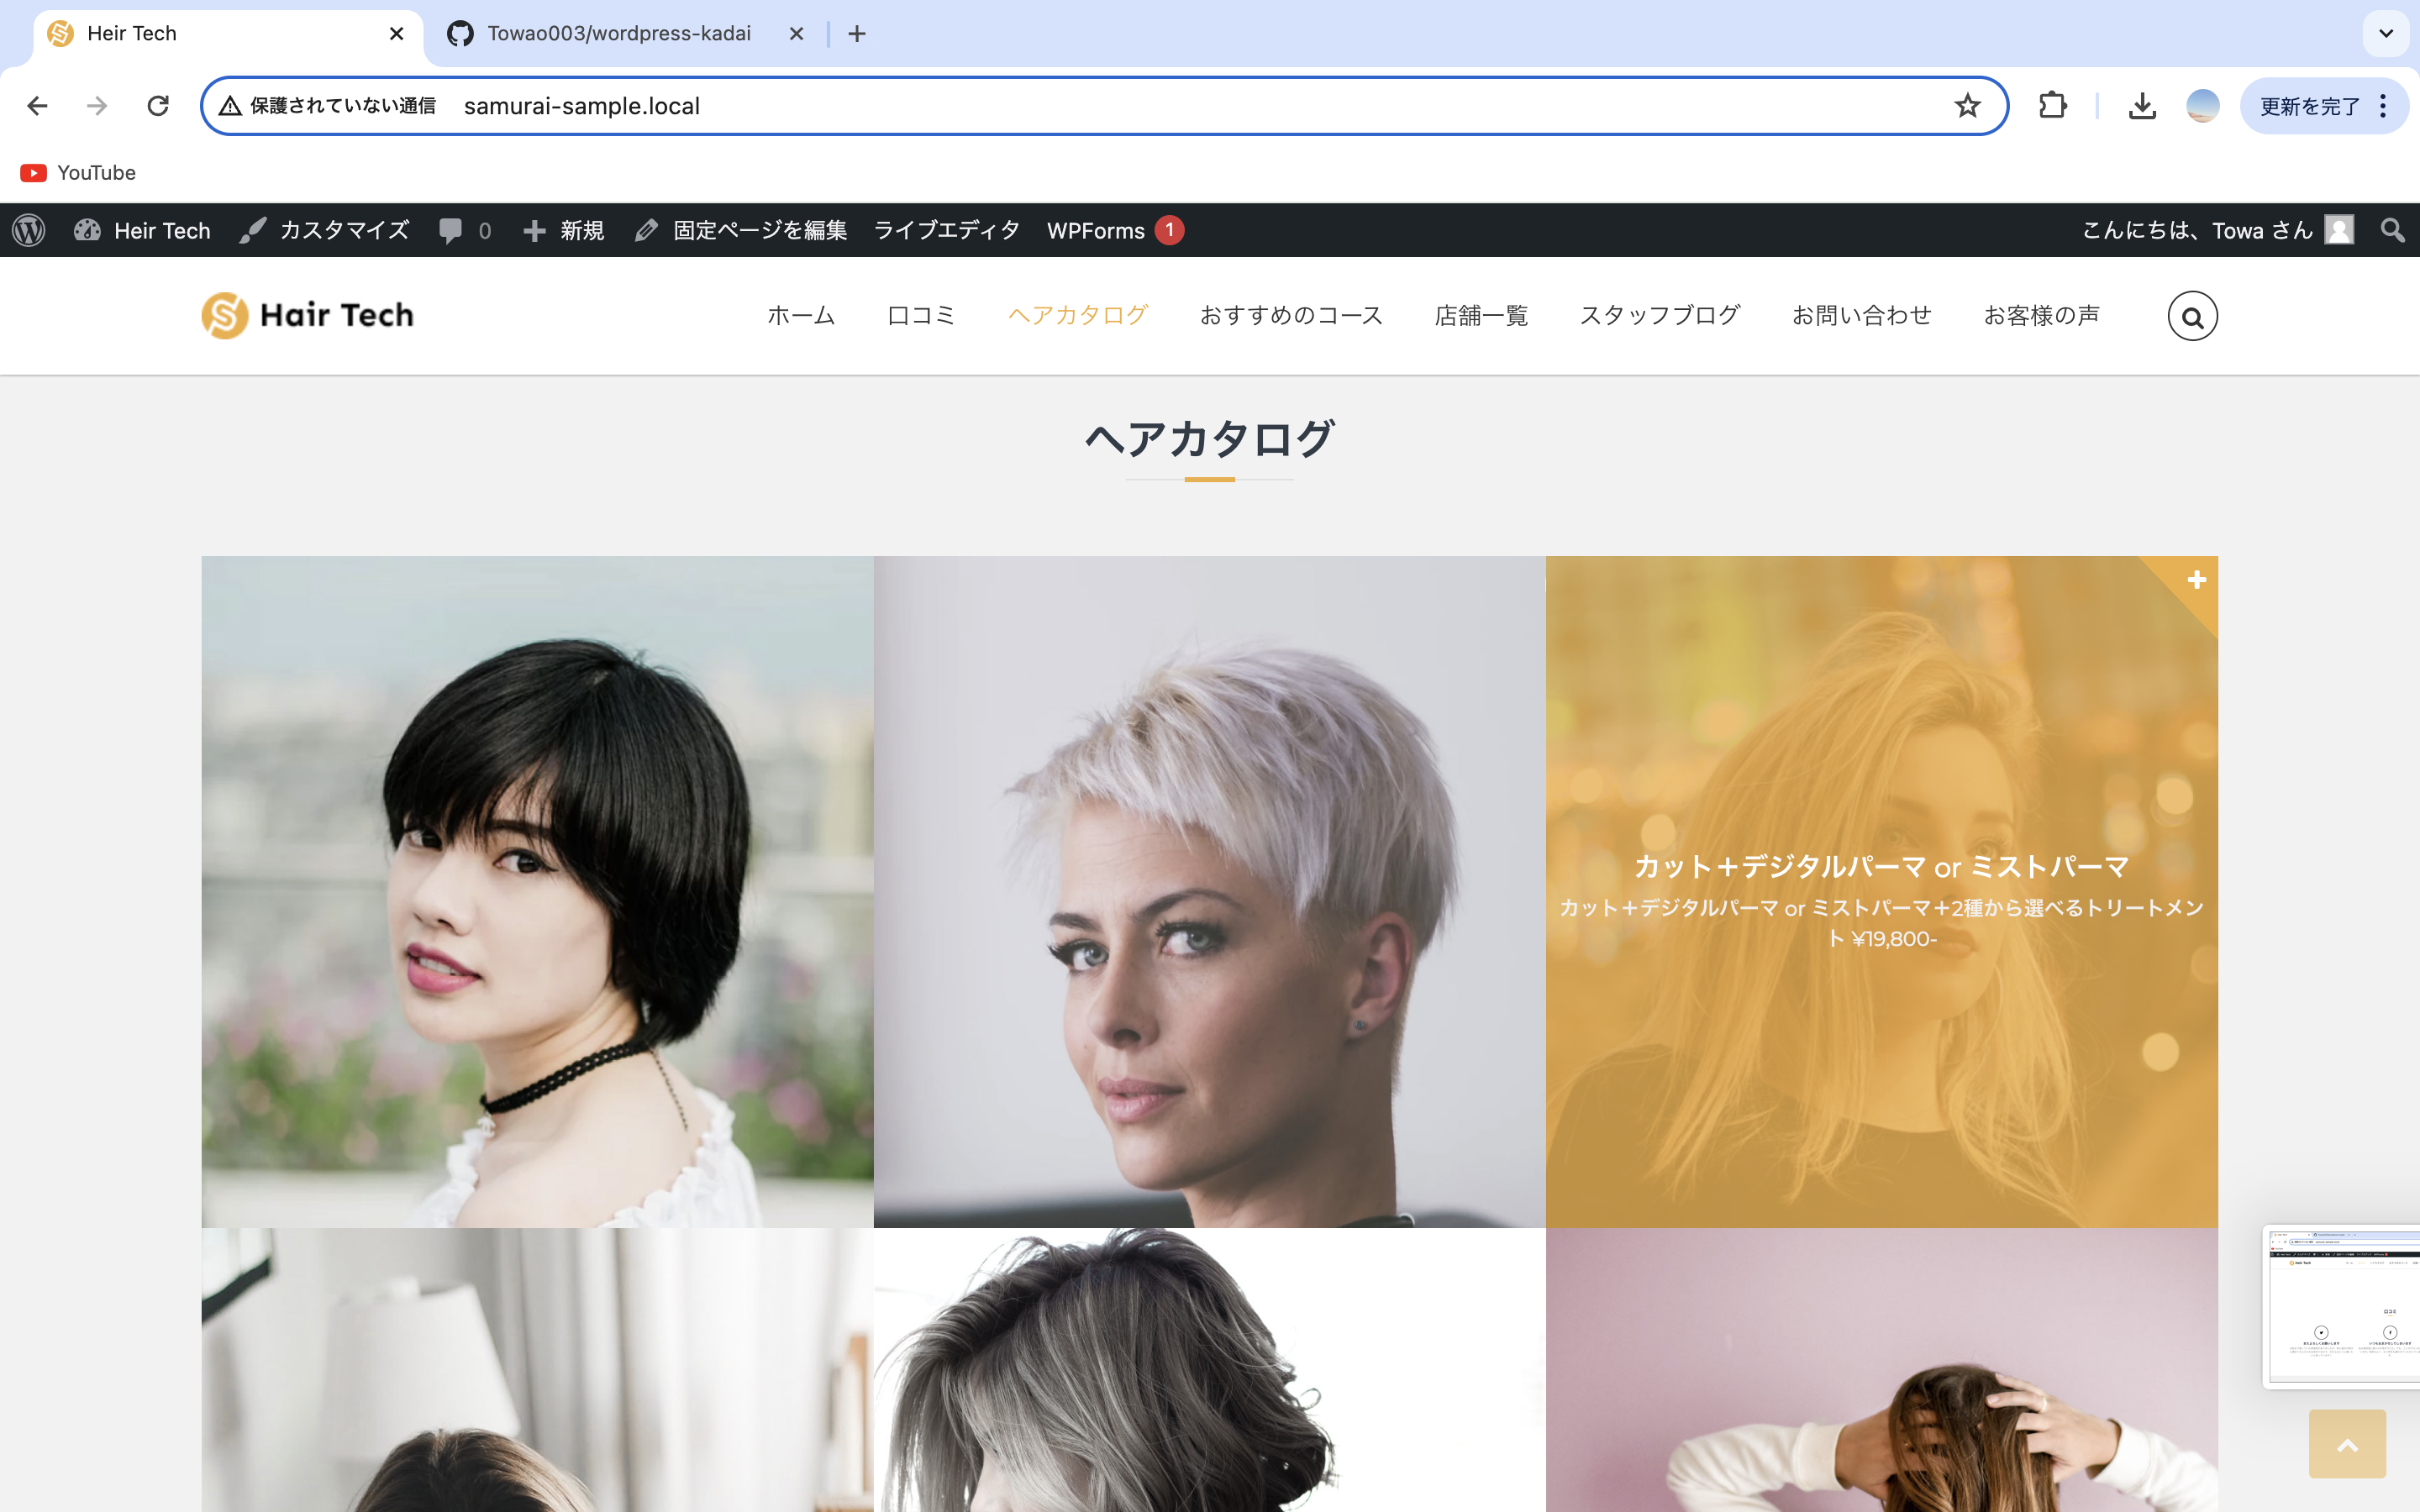 Heir Tech
Towao003/wordpress-kadai
保護されていない通信 samurai-sample.local
更新を完了
YouTube
Heir Tech カスタマイズ 0 新規 固定ページを編集 ライブエディタ WPForms 1 こんにちは、Towa さん
Hair Tech ホーム 口コミ ヘアカタログ おすすめのコース 店舗一覧 スタッフブログ お問い合わせ お客様の声
ヘアカタログ
カット＋デジタルパーマ or ミストパーマ
カット＋デジタルパーマ or ミストパーマ＋2種から選べるトリートメン
ト ¥19,800-
口コミ